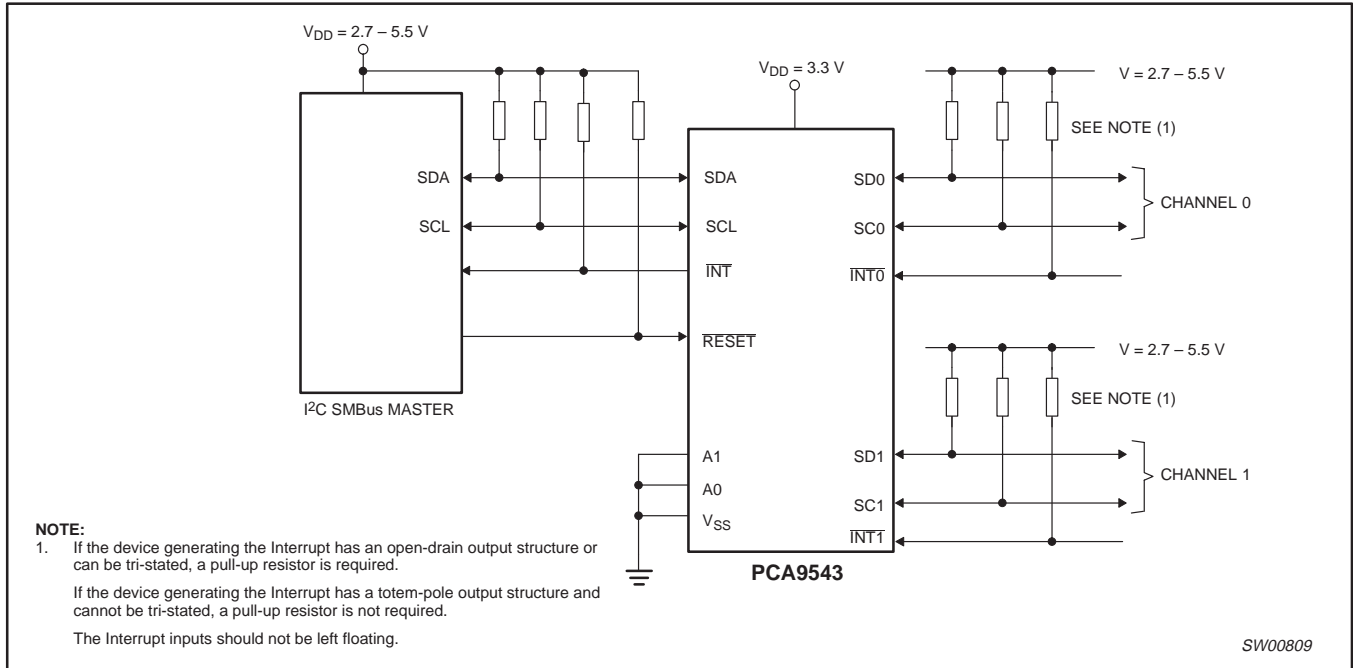 V_DD = 2.7 – 5.5 V
V_DD = 3.3 V
V = 2.7 – 5.5 V
SEE NOTE (1)
SDA
SCL
I²C SMBus MASTER
SDA
SCL
I̅N̅T̅
R̅E̅S̅E̅T̅
A1
A0
V_SS
SD0
SC0
I̅N̅T̅0̅
CHANNEL 0
V = 2.7 – 5.5 V
SEE NOTE (1)
SD1
SC1
I̅N̅T̅1̅
CHANNEL 1
PCA9543
NOTE:
1. If the device generating the Interrupt has an open-drain output structure or
can be tri-stated, a pull-up resistor is required.
If the device generating the Interrupt has a totem-pole output structure and
cannot be tri-stated, a pull-up resistor is not required.
The Interrupt inputs should not be left floating.
SW00809